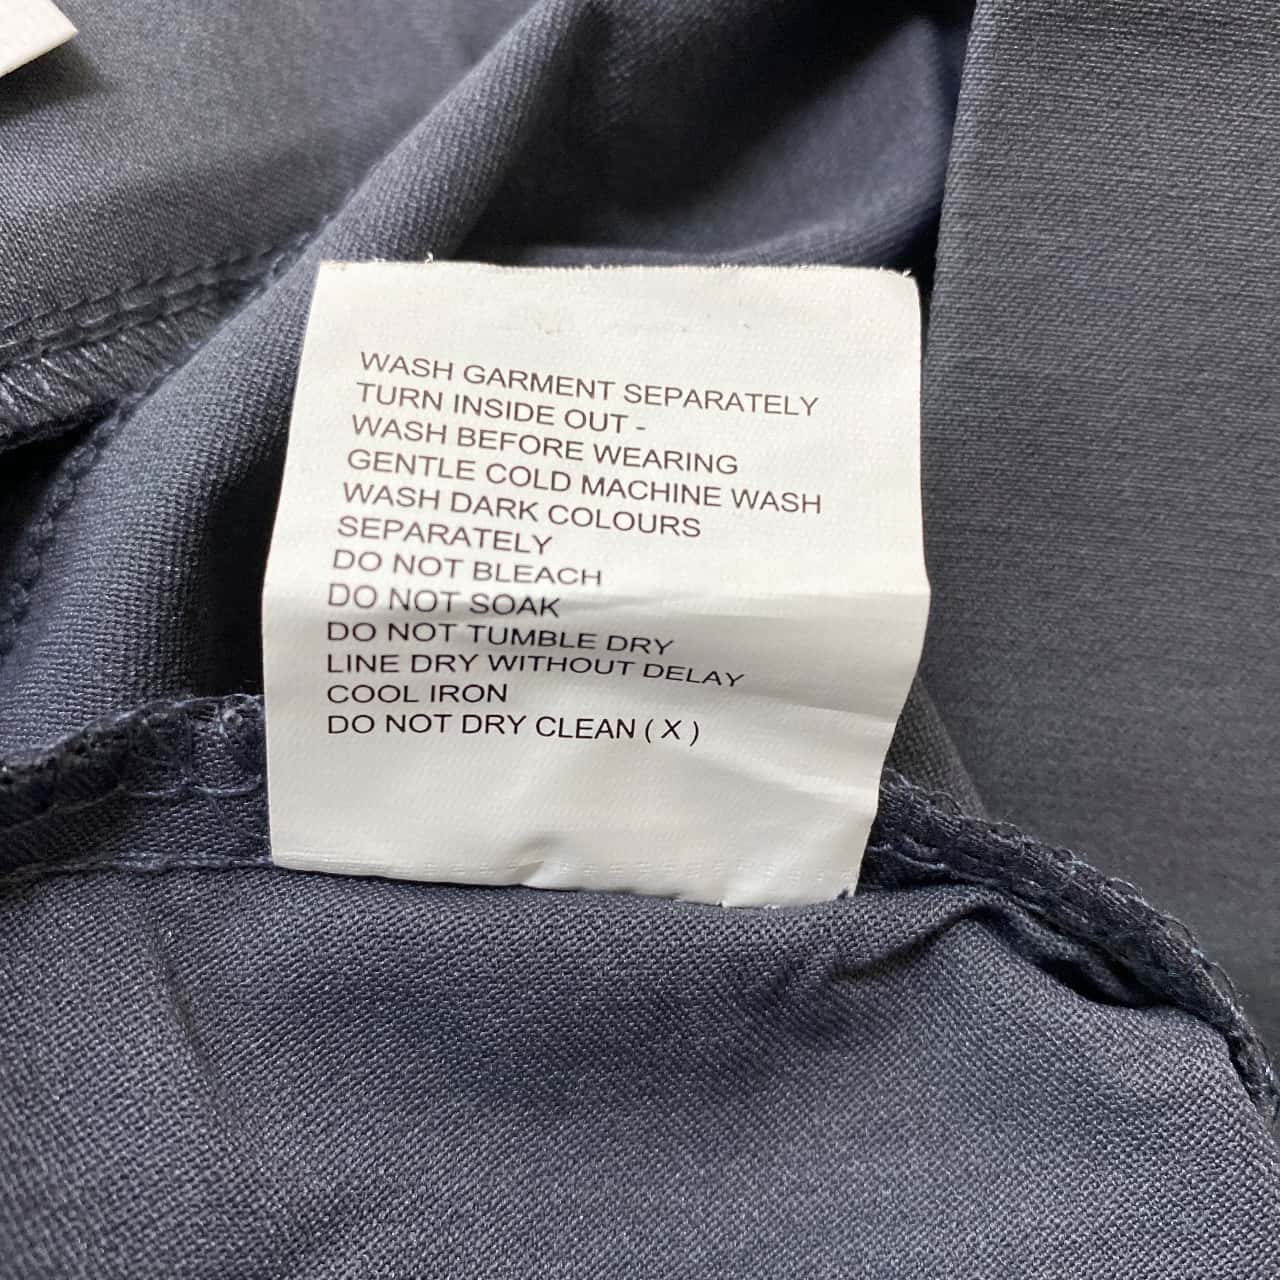 WASH GARMENT SEPARATELY
TURN INSIDE OUT -
WASH BEFORE WEARING
GENTLE COLD MACHINE WASH
WASH DARK COLOURS
SEPARATELY
DO NOT BLEACH
DO NOT SOAK
DO NOT TUMBLE DRY
LINE DRY WITHOUT DELAY
COOL IRON
DO NOT DRY CLEAN ( X )